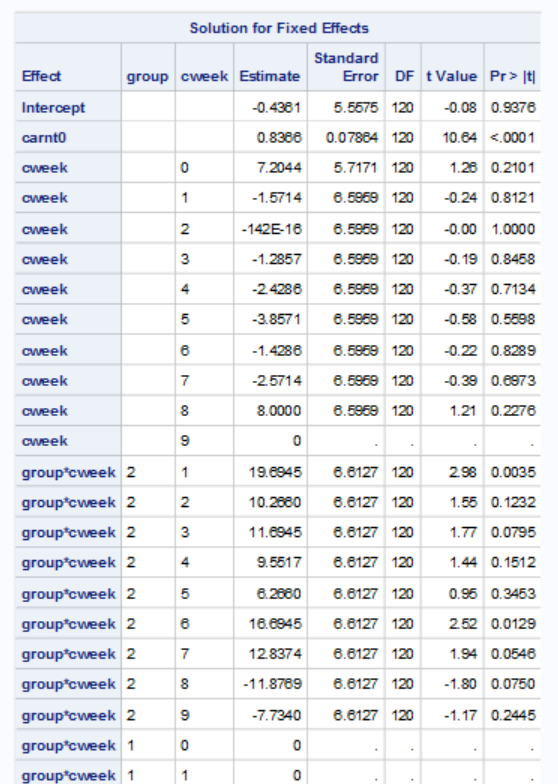 Solution for Fixed Effects
Effect group cweek Estimate Standard Error DF t Value Pr > |t|
Intercept -0.4361 5.5575 120 -0.08 0.9376
carnt0 0.8366 0.07864 120 10.64 <.0001
cweek 0 7.2044 5.7171 120 1.26 0.2101
cweek 1 -1.5714 6.5959 120 -0.24 0.8121
cweek 2 -142E-16 6.5959 120 -0.00 1.0000
cweek 3 -1.2857 6.5959 120 -0.19 0.8458
cweek 4 -2.4286 6.5959 120 -0.37 0.7134
cweek 5 -3.8571 6.5959 120 -0.58 0.5598
cweek 6 -1.4286 6.5959 120 -0.22 0.8289
cweek 7 -2.5714 6.5959 120 -0.39 0.6973
cweek 8 8.0000 6.5959 120 1.21 0.2276
cweek 9 0 . . . .
group*cweek 2 1 19.6945 6.6127 120 2.98 0.0035
group*cweek 2 2 10.2660 6.6127 120 1.55 0.1232
group*cweek 2 3 11.6945 6.6127 120 1.77 0.0795
group*cweek 2 4 9.5517 6.6127 120 1.44 0.1512
group*cweek 2 5 6.2660 6.6127 120 0.95 0.3453
group*cweek 2 6 16.6945 6.6127 120 2.52 0.0129
group*cweek 2 7 12.8374 6.6127 120 1.94 0.0546
group*cweek 2 8 -11.8769 6.6127 120 -1.80 0.0750
group*cweek 2 9 -7.7340 6.6127 120 -1.17 0.2445
group*cweek 1 0 0 . . . .
group*cweek 1 1 0 . . . .